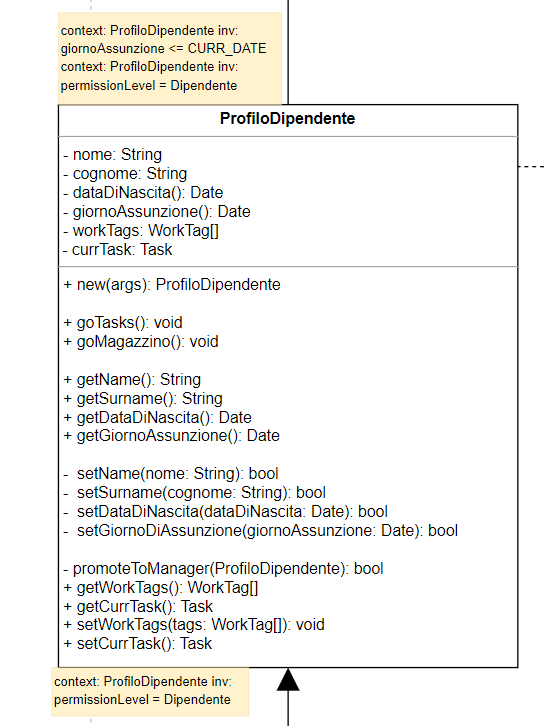 context: ProfiloDipendente inv:
giornoAssunzione <= CURR_DATE
context: ProfiloDipendente inv:
permissionLevel = Dipendente
ProfiloDipendente
- nome: String
- cognome: String
- dataDiNascita(): Date
- giornoAssunzione(): Date
- workTags: WorkTag[]
- currTask: Task
+ new(args): ProfiloDipendente
+ goTasks(): void
+ goMagazzino(): void
+ getName(): String
+ getSurname(): String
+ getDataDiNascita(): Date
+ getGiornoAssunzione(): Date
- setName(nome: String): bool
- setSurname(cognome: String): bool
- setDataDiNascita(dataDiNascita: Date): bool
- setGiornoDiAssunzione(giornoAssunzione: Date): bool
- promoteToManager(ProfiloDipendente): bool
+ getWorkTags(): WorkTag[]
+ getCurrTask(): Task
+ setWorkTags(tags: WorkTag[]): void
+ setCurrTask(): Task
context: ProfiloDipendente inv:
permissionLevel = Dipendente